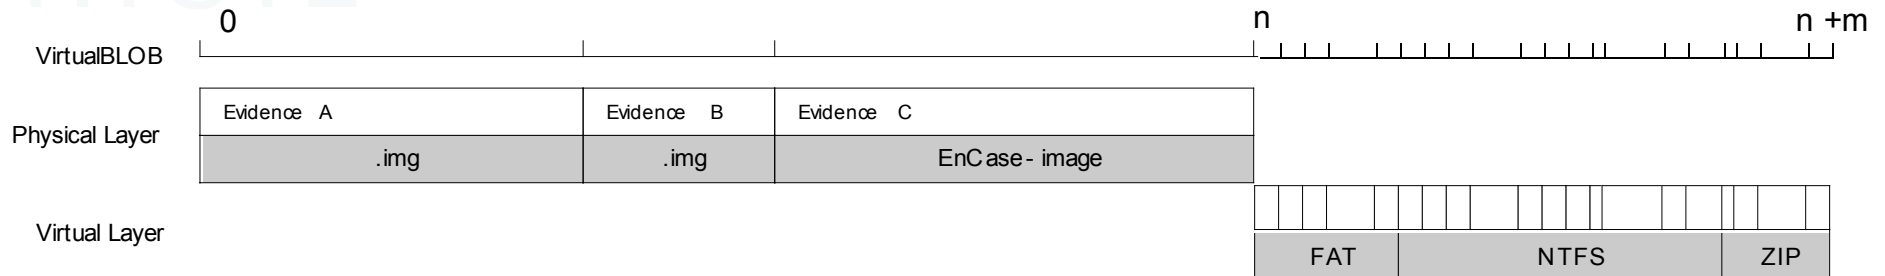 0 n n +m
VirtualBLOB
Evidence A Evidence B Evidence C
Physical Layer
.img .img EnCase - image
Virtual Layer
FAT NTFS ZIP